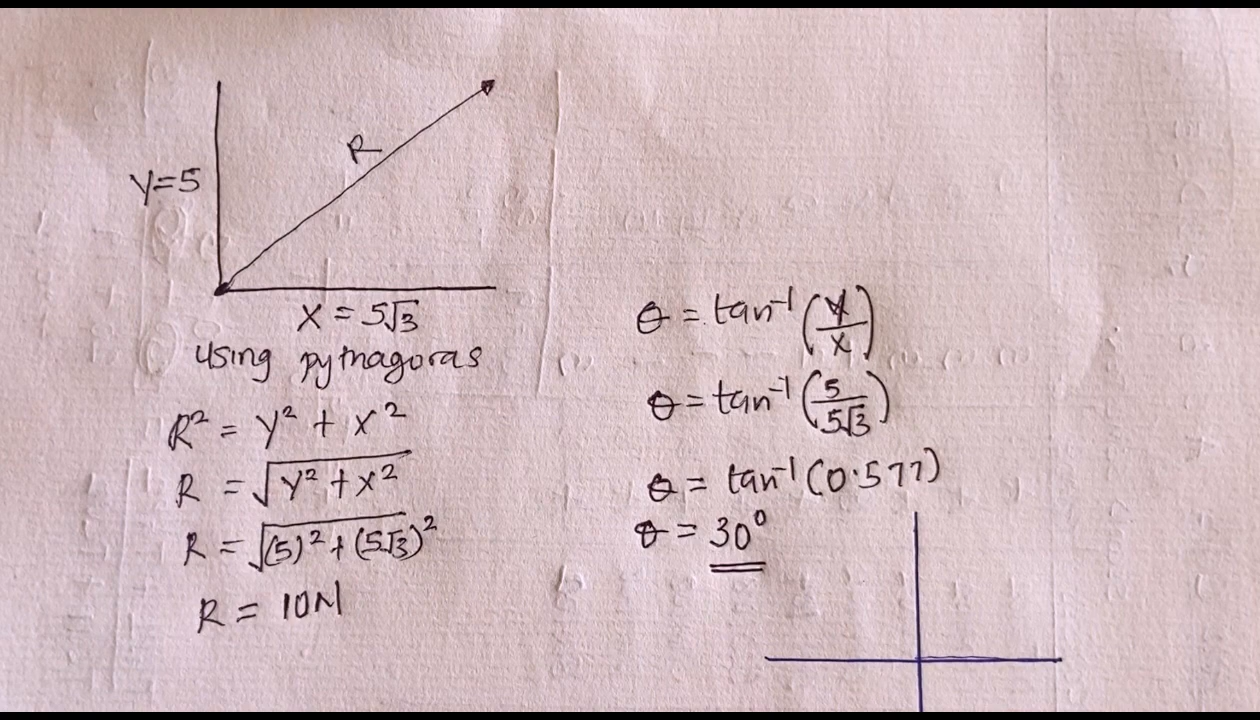 R
Y=5
X = 5√3
using pythagoras
R² = Y² + X²
R = √Y² + X²
R = √(5)² + (5√3)²
R = 10N
θ = tan⁻¹ (Y/X)
θ = tan⁻¹ (5/5√3)
θ = tan⁻¹ (0.577)
θ = 30°